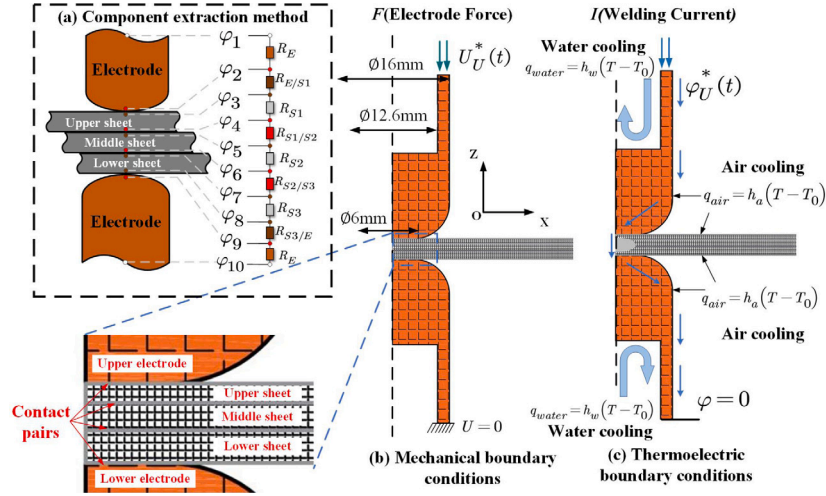 (a) Component extraction method
Electrode
Upper sheet
Middle sheet
Lower sheet
Electrode
φ1
φ2
φ3
φ4
φ5
φ6
φ7
φ8
φ9
φ10
R_E
R_E/S1
R_S1
R_S1/S2
R_S2
R_S2/S3
R_S3
R_S3/E
R_E
F(Electrode Force)
U*_U(t)
Ø16mm
Ø12.6mm
Ø6mm
Z
O
X
U=0
(b) Mechanical boundary
conditions
Upper electrode
Upper sheet
Middle sheet
Lower sheet
Lower electrode
Contact
pairs
I(Welding Current)
Water cooling
q_water=h_w(T−T_0)
φ*_U(t)
Air cooling
q_air=h_a(T−T_0)
q_air=h_a(T−T_0)
Air cooling
q_water=h_w(T−T_0)
Water cooling
φ=0
(c) Thermoelectric
boundary conditions